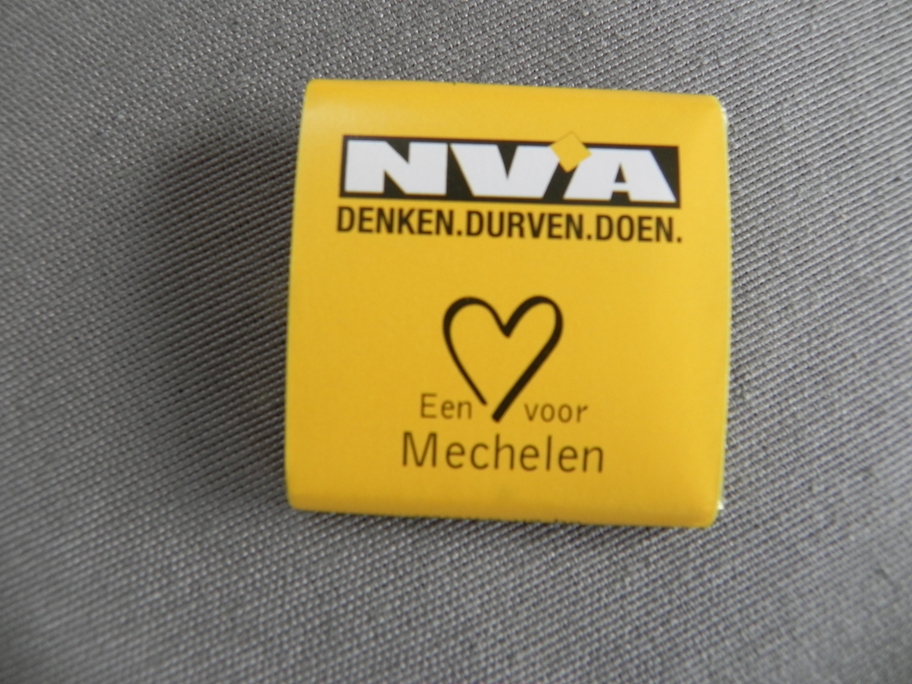 NVA
DENKEN.DURVEN.DOEN.
Een voor
Mechelen